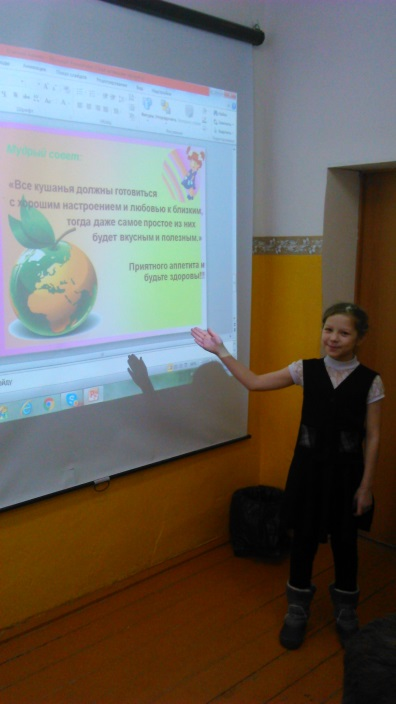 Мудрый совет:
«Все кушанья должны готовиться
с хорошим настроением и любовью к близким,
тогда даже самое простое из них
будет вкусным и полезным.»
Приятного аппетита и
будьте здоровы!!!